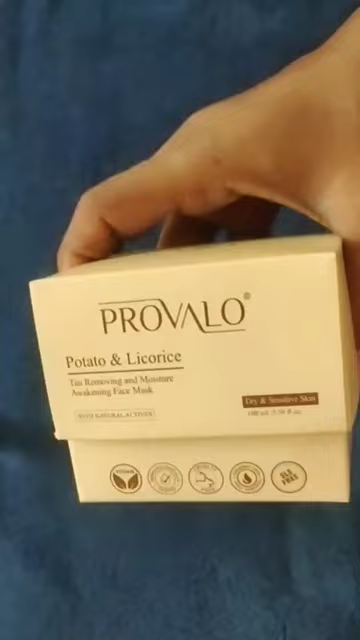 PROVALO®
Potato & Licorice
Tan Removing and Moisture
Awakening Face Mask
WITH NATURAL ACTIVES
Dry & Sensitive Skin
100 ml
SLS
FREE